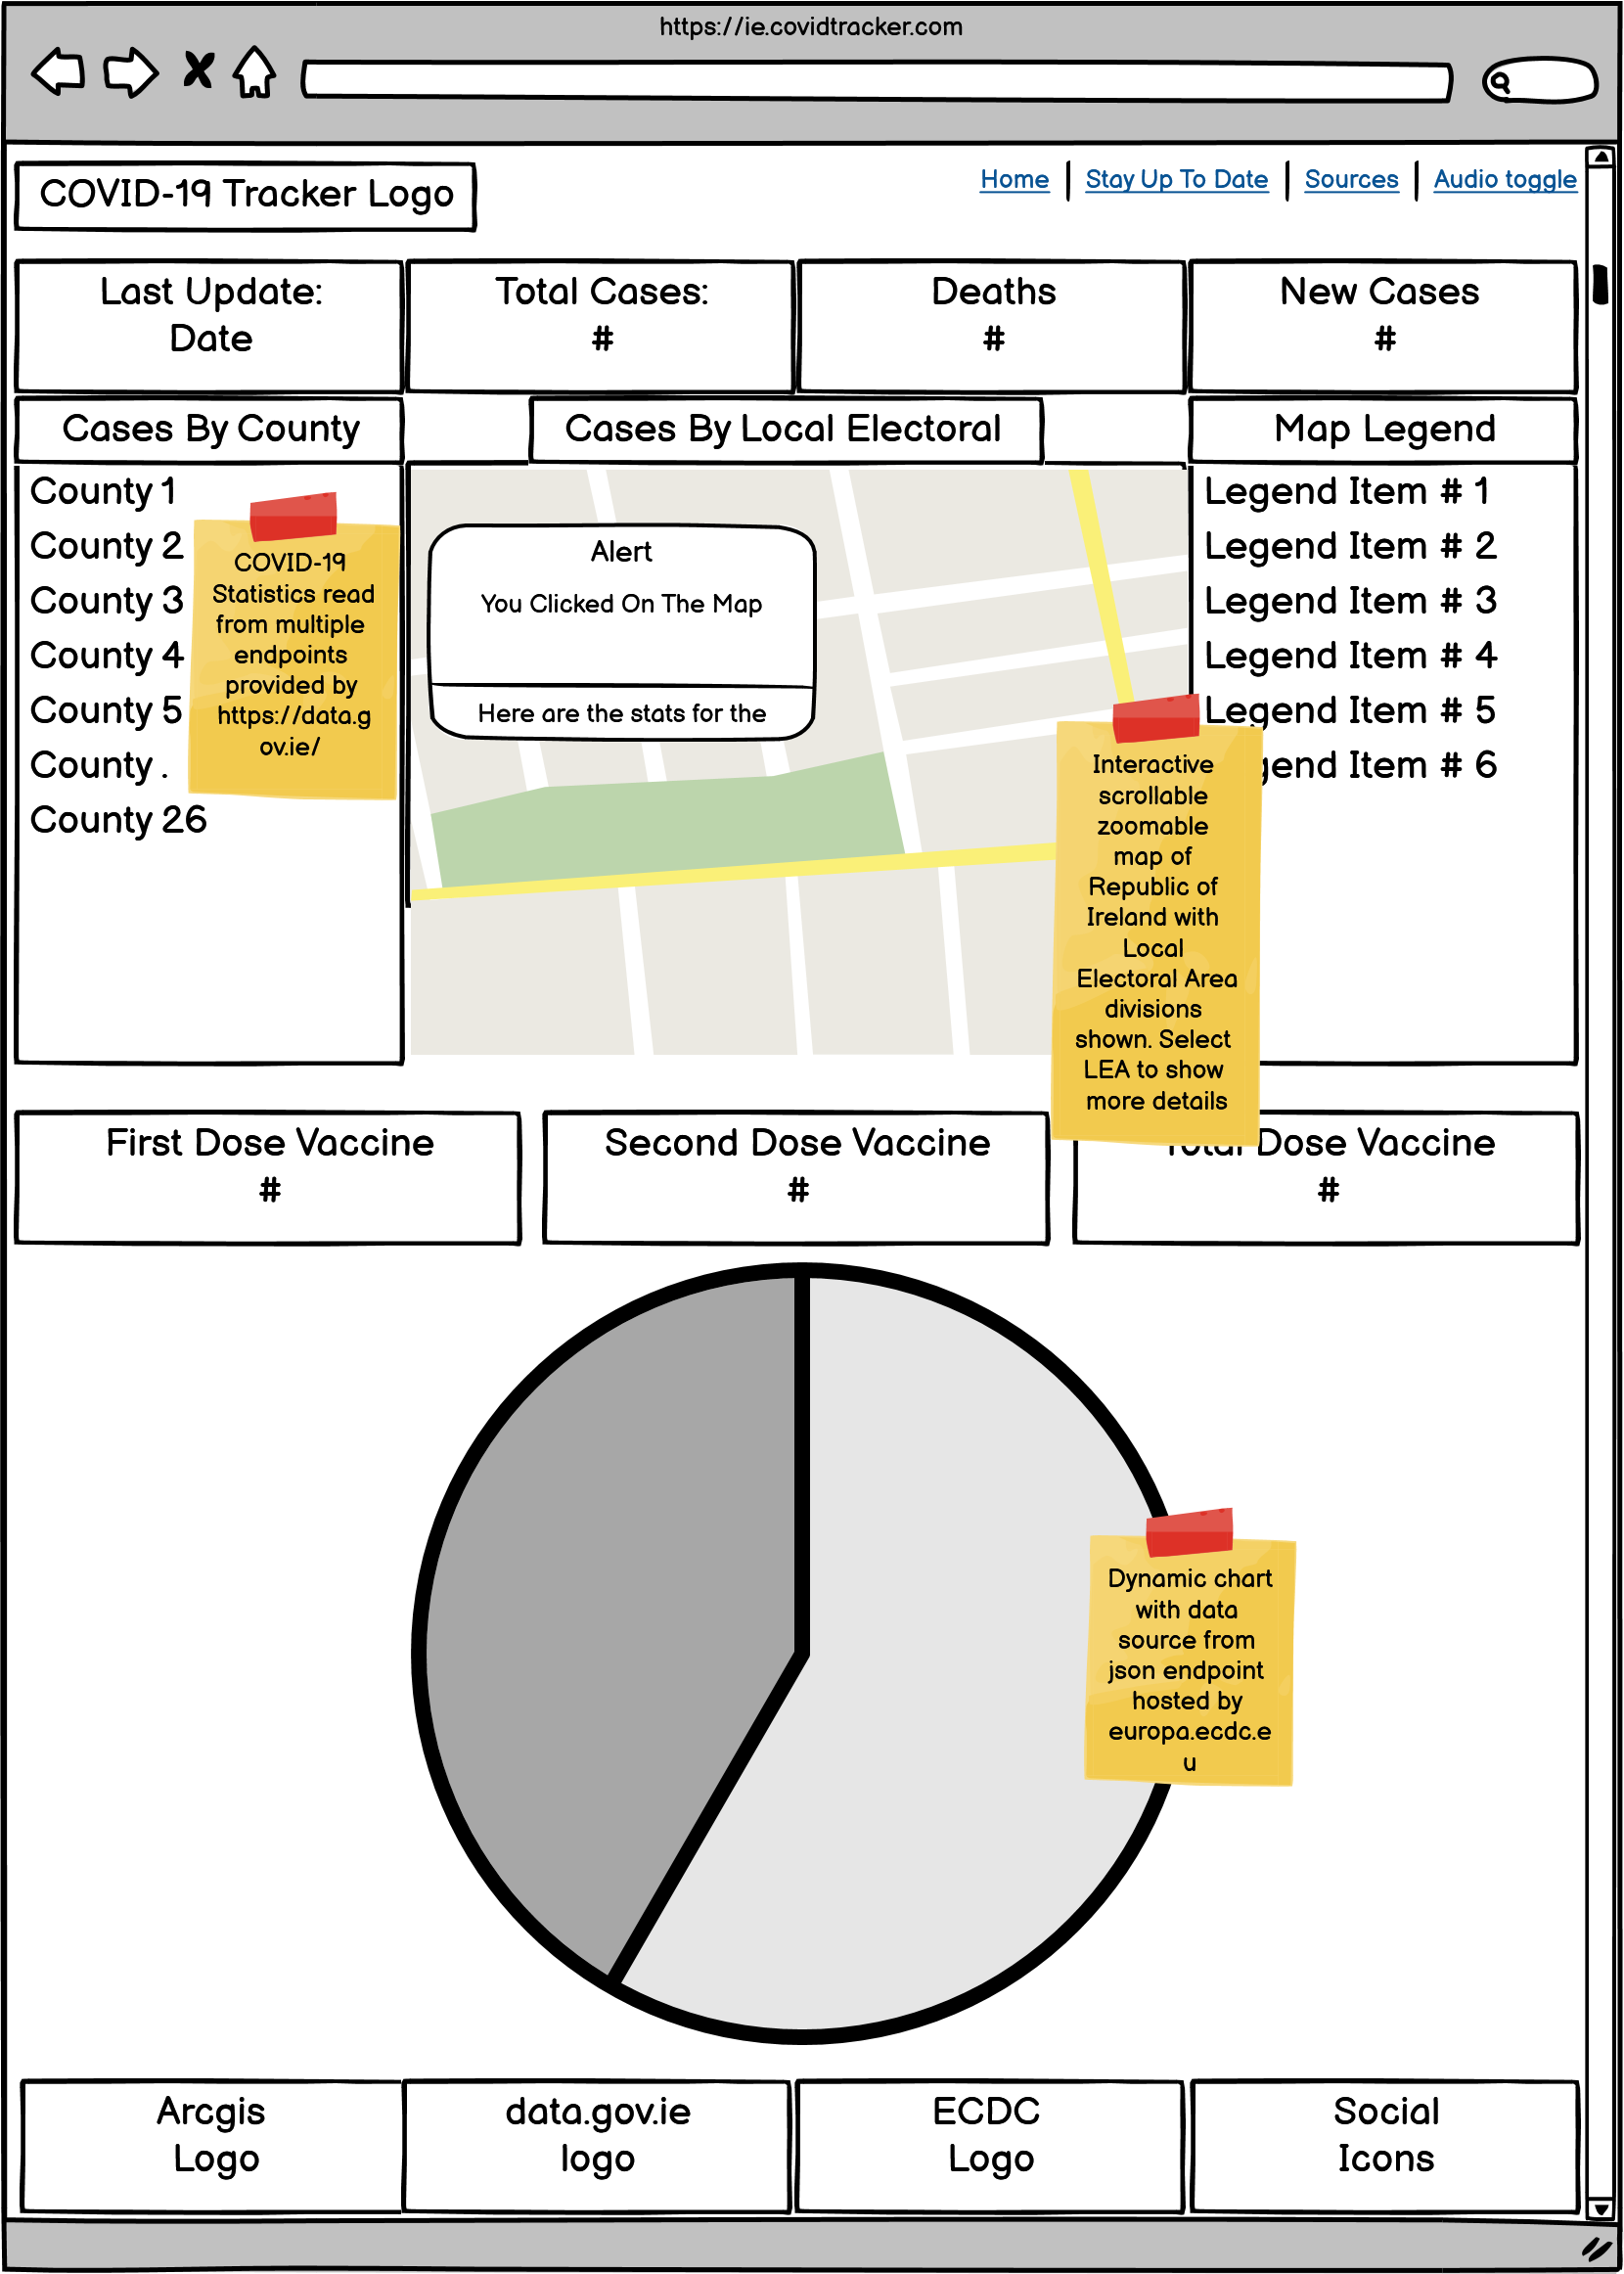 https://ie.covidtracker.com
COVID-19 Tracker Logo
Home
Stay Up To Date
Sources
Audio toggle
Last Update:
Date
Total Cases:
#
Deaths
#
New Cases
#
Cases By County
Cases By Local Electoral
Map Legend
County 1
County 2
County 3
County 4
County 5
County .
County 26
COVID-19
Statistics read
from multiple
endpoints
provided by
https://data.g
ov.ie/
Alert
You Clicked On The Map
Here are the stats for the
Legend Item # 1
Legend Item # 2
Legend Item # 3
Legend Item # 4
Legend Item # 5
Legend Item # 6
Interactive
scrollable
zoomable
map of
Republic of
Ireland with
Local
Electoral Area
divisions
shown. Select
LEA to show
more details
First Dose Vaccine
#
Second Dose Vaccine
#
Total Dose Vaccine
#
Dynamic chart
with data
source from
json endpoint
hosted by
europa.ecdc.e
u
Arcgis
Logo
data.gov.ie
logo
ECDC
Logo
Social
Icons